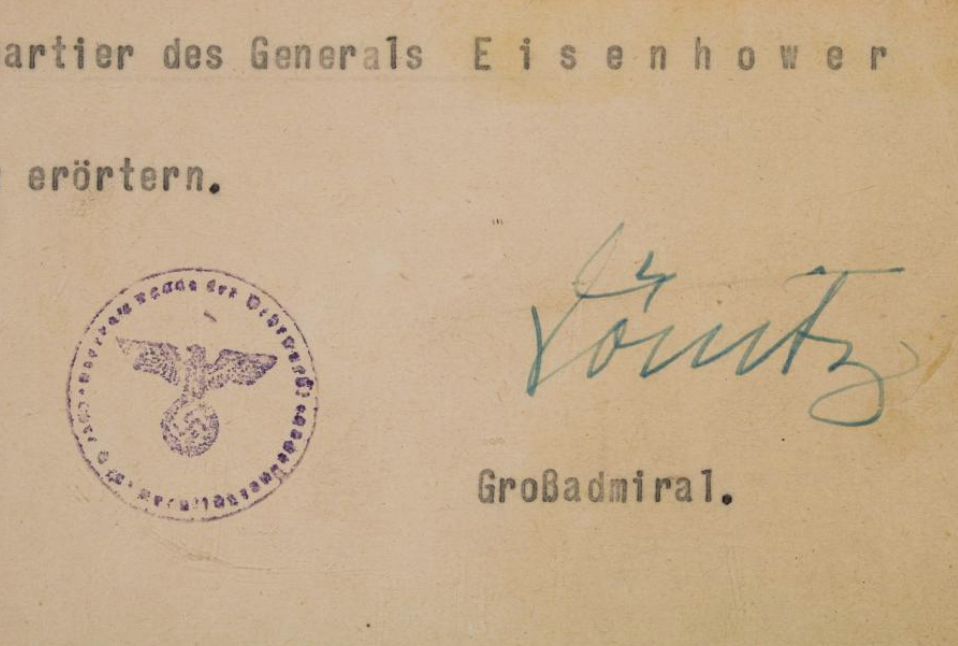 artier des Generals E i s e n h o w e r
erörtern.
Dönitz
Großadmiral.